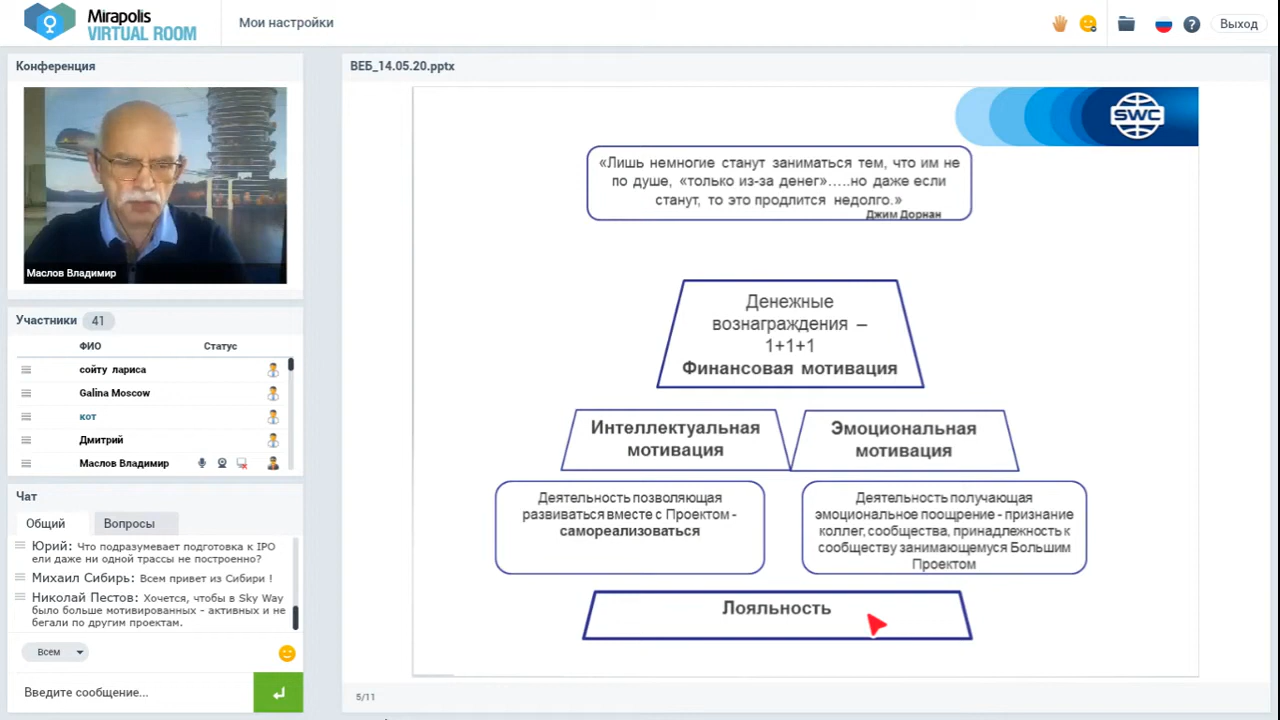 Mirapolis
VIRTUAL ROOM
Мои настройки
Выход
Конференция
Маслов Владимир
Участники 41
ФИО Статус
сойту лариса
Galina Moscow
кот
Дмитрий
Маслов Владимир
Чат
Общий Вопросы
Юрий: Что подразумевает подготовка к IPO
ели даже ни одной трассы не построенно?
Михаил Сибирь: Всем привет из Сибири !
Николай Пестов: Хочется, чтобы в Sky Way
было больше мотивированных - активных и не
бегали по другим проектам.
Всем
Введите сообщение...
ВЕБ_14.05.20.pptx
SWC
«Лишь немногие станут заниматься тем, что им не
по душе, «только из-за денег»…..но даже если
станут, то это продлится недолго.»
Джим Дорнан
Денежные
вознаграждения –
1+1+1
Финансовая мотивация
Интеллектуальная
мотивация
Эмоциональная
мотивация
Деятельность позволяющая
развиваться вместе с Проектом -
самореализоваться
Деятельность получающая
эмоциональное поощрение - признание
коллег, сообщества, принадлежность к
сообществу занимающемуся Большим
Проектом
Лояльность
5/11